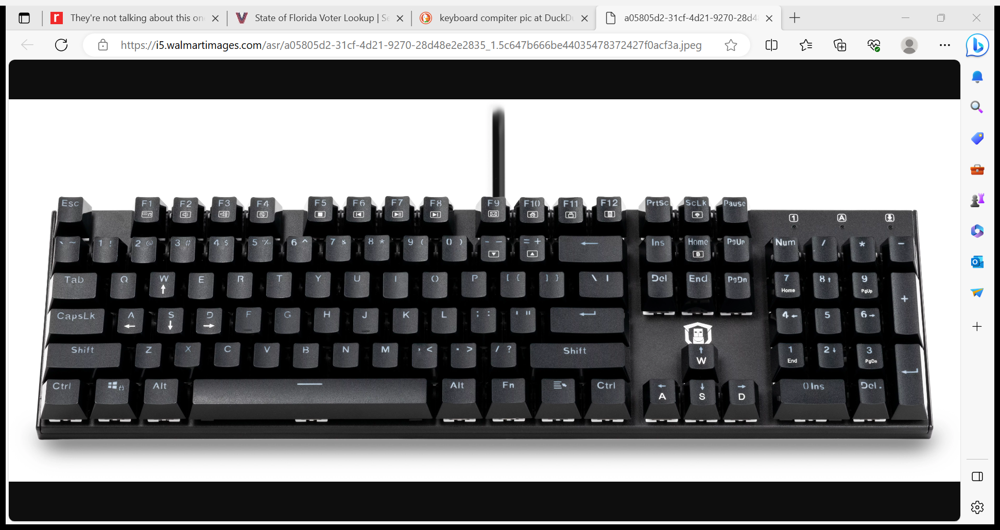 They're not talking about this on
State of Florida Voter Lookup | Se
keyboard compiter pic at DuckDu
a05805d2-31cf-4d21-9270-28d48
https://i5.walmartimages.com/asr/a05805d2-31cf-4d21-9270-28d48e2e2835_1.5c647b666be44035478372427f0acf3a.jpeg
Esc F1 F2 F3 F4 F5 F6 F7 F8 F9 F10 F11 F12 PrtSc ScLk Pause
1 A
` ~ 1 ! 2 @ 3 # 4 $ 5 % 6 ^ 7 & 8 * 9 ( 0 ) - – = + ← Ins Home PgUp Num / * -
B
Tab Q W E R T Y U I O P [ { ] } \ | Del End PgDn 7 8↑ 9 +
↑ Home PgUp
CapsLk A S D F G H J K L ; : ' " ↵ 4← 5 6→
← ↓ →
Shift Z X C V B N M , < . > / ? Shift ↑ 1 2↓ 3
W End PgDn ↵
Ctrl Alt Alt Fn Ctrl ← ↓ → 0Ins Del.
A S D